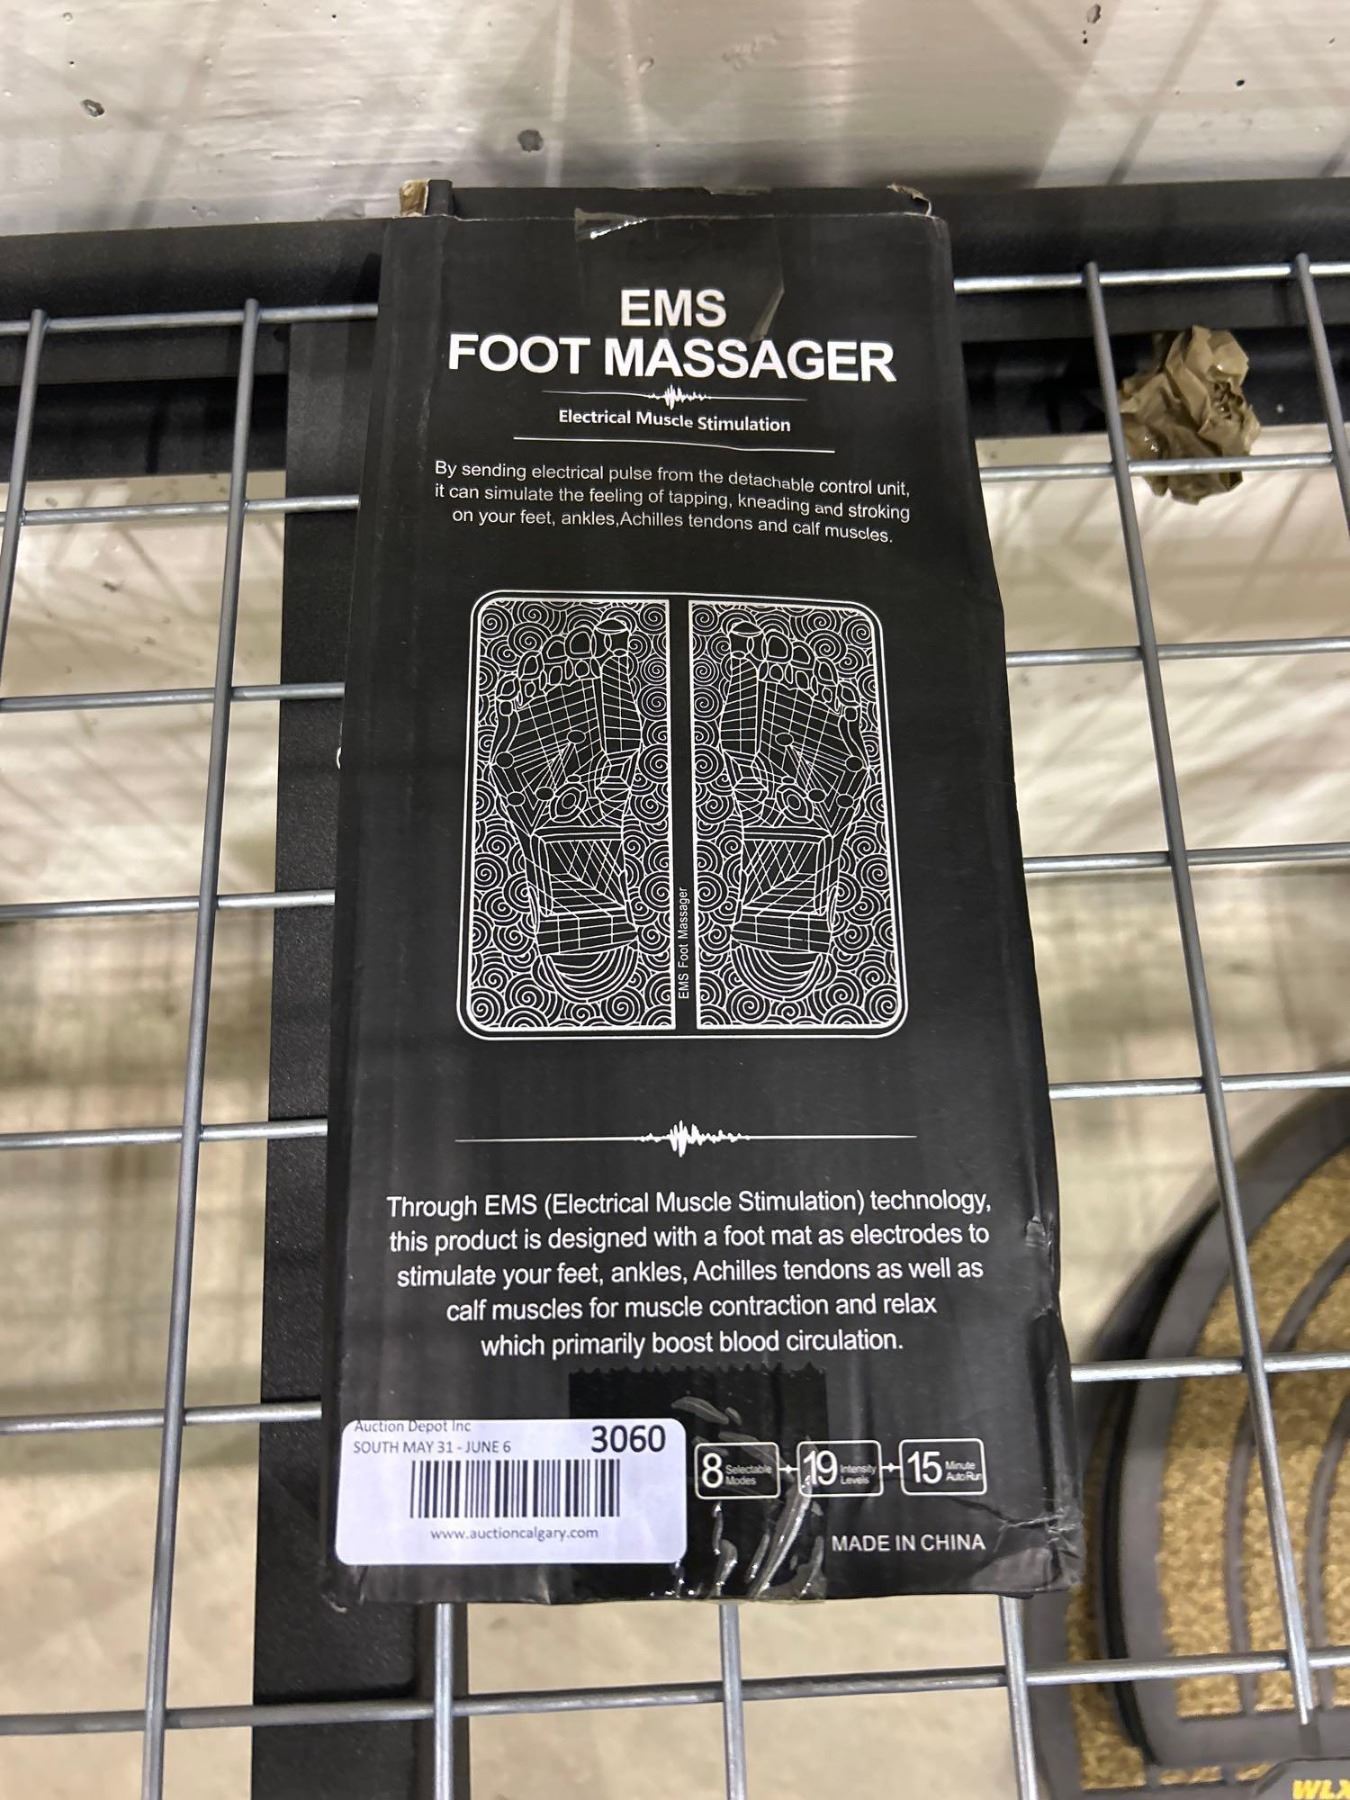 EMS
FOOT MASSAGER
Electrical Muscle Stimulation
By sending electrical pulse from the detachable control unit,
it can simulate the feeling of tapping, kneading and stroking
on your feet, ankles,Achilles tendons and calf muscles.
EMS Foot Massager
Through EMS (Electrical Muscle Stimulation) technology,
this product is designed with a foot mat as electrodes to
stimulate your feet, ankles, Achilles tendons as well as
calf muscles for muscle contraction and relax
which primarily boost blood circulation.
Auction Depot Inc
SOUTH MAY 31 - JUNE 6
3060
www.auctioncalgary.com
8 Selectable Modes
19 Intensity Levels
15 Minute Auto Run
MADE IN CHINA